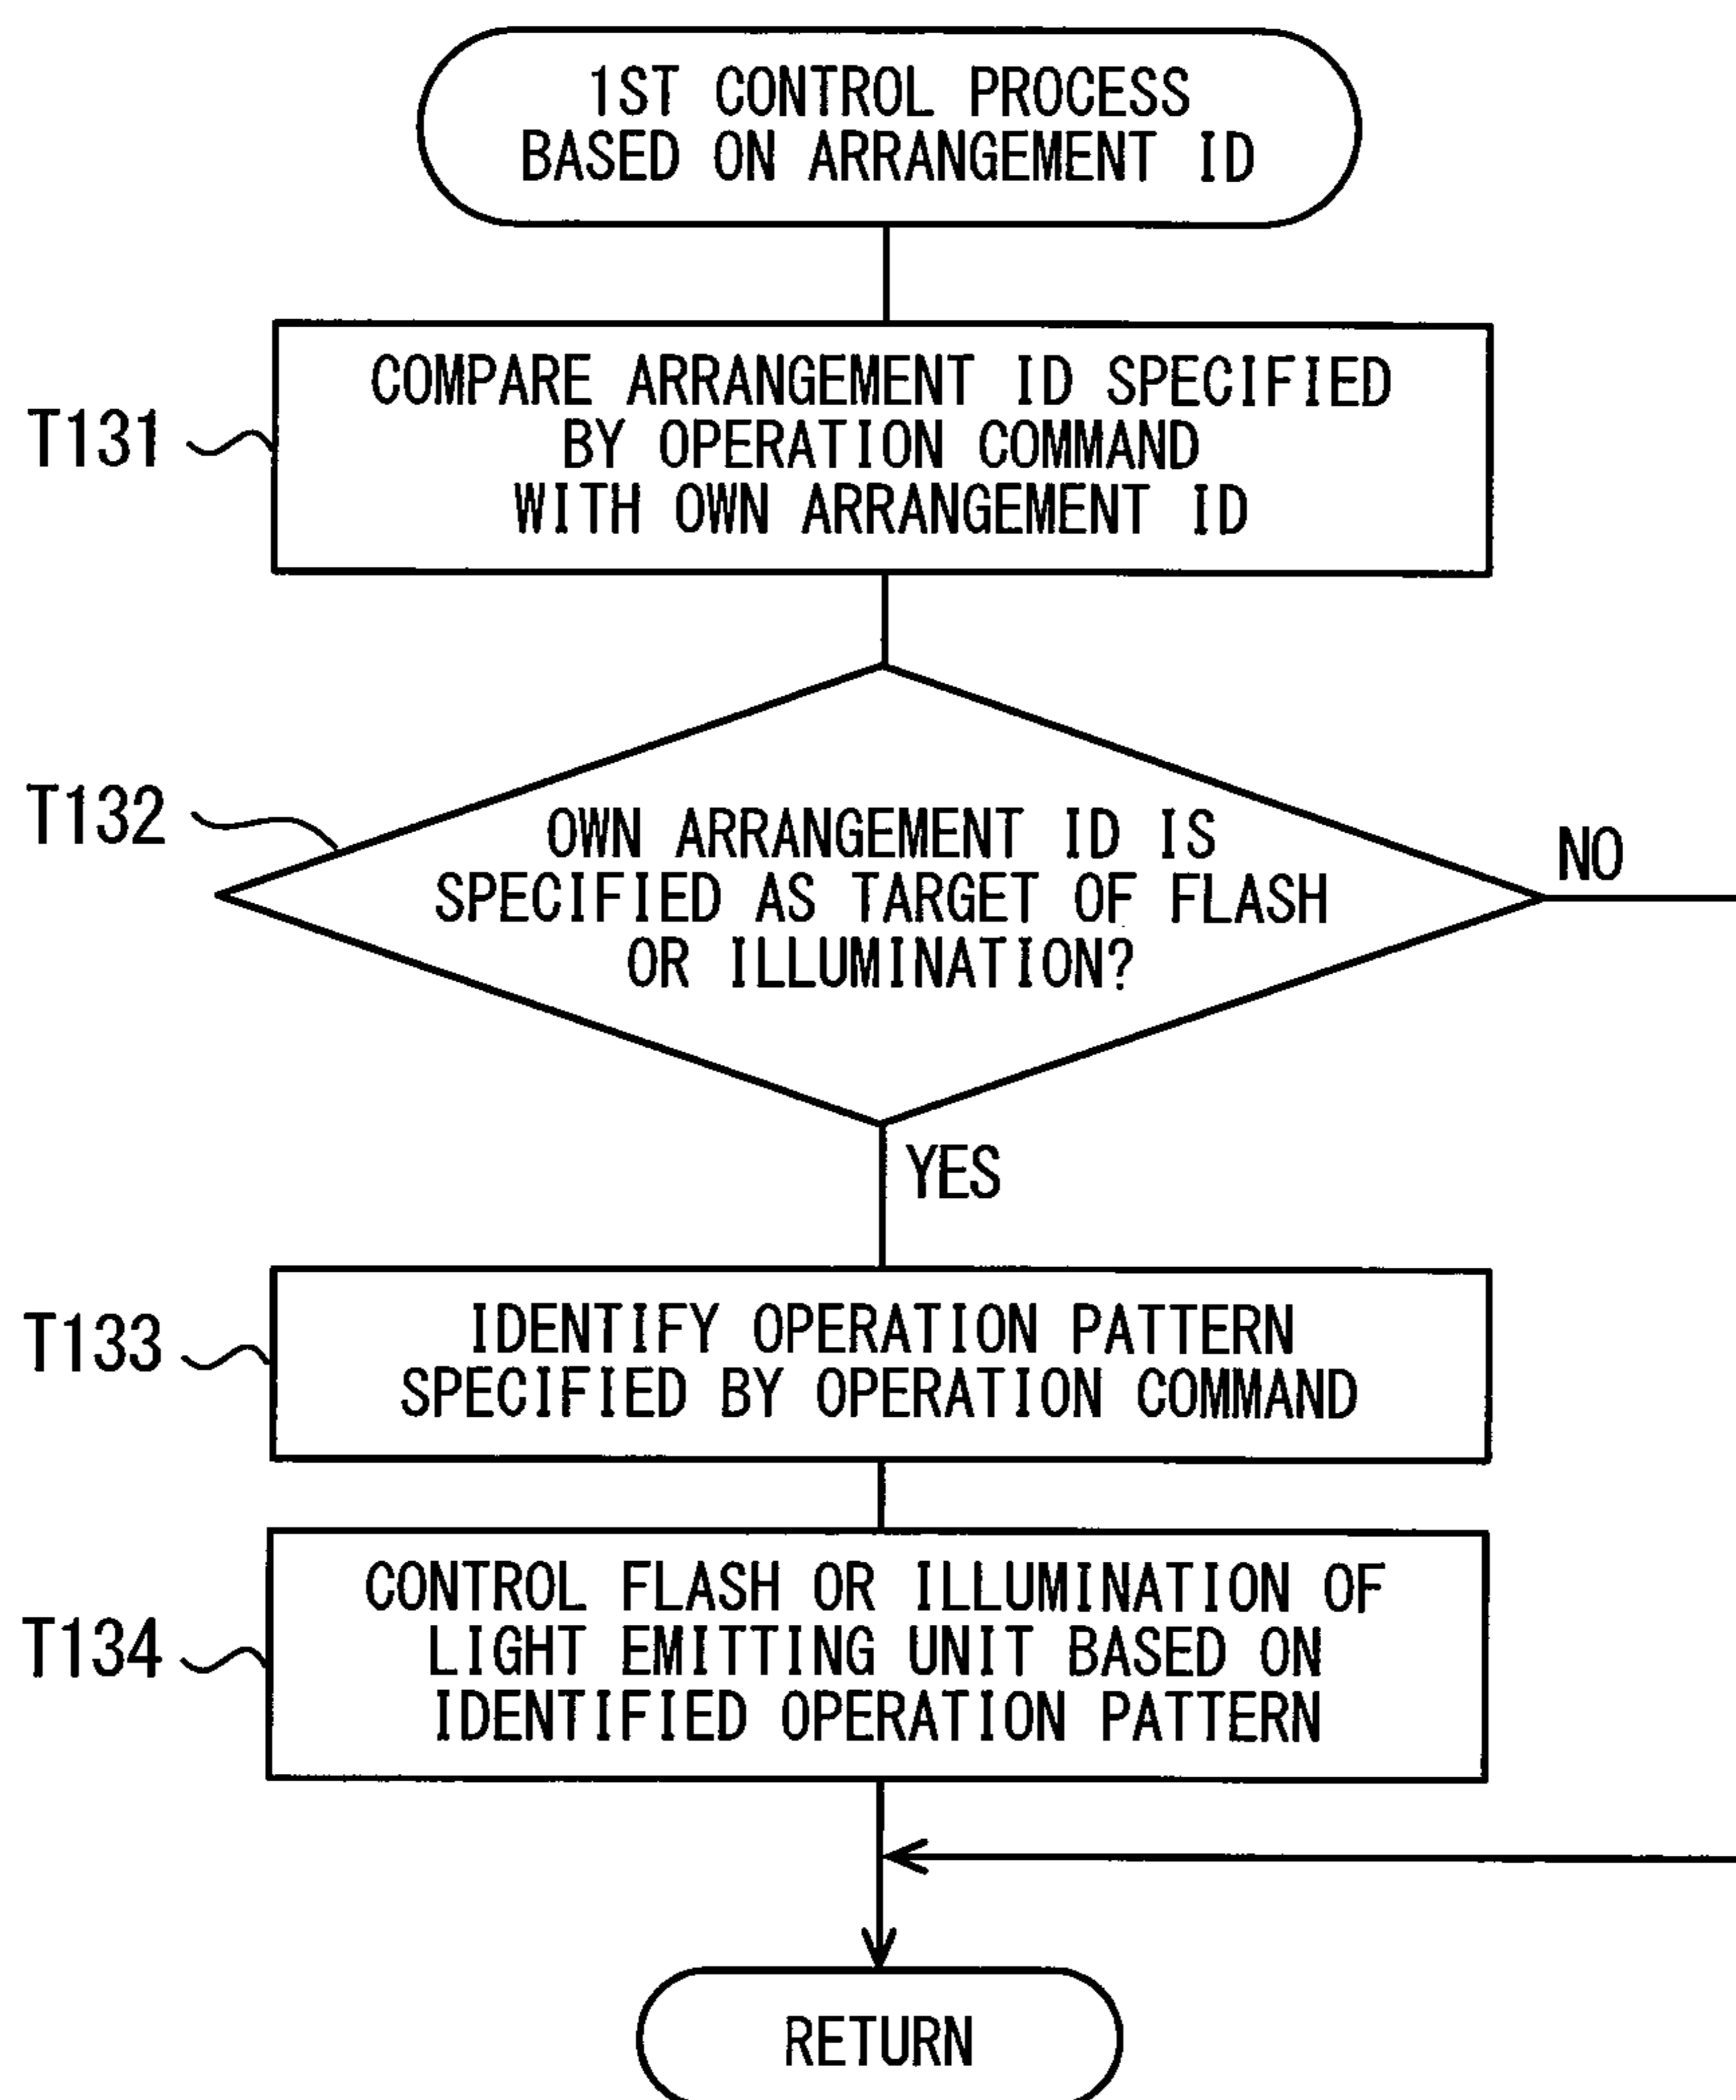 1ST CONTROL PROCESS
BASED ON ARRANGEMENT ID
T131
COMPARE ARRANGEMENT ID SPECIFIED
BY OPERATION COMMAND
WITH OWN ARRANGEMENT ID
T132
OWN ARRANGEMENT ID IS
SPECIFIED AS TARGET OF FLASH
OR ILLUMINATION?
NO
YES
T133
IDENTIFY OPERATION PATTERN
SPECIFIED BY OPERATION COMMAND
T134
CONTROL FLASH OR ILLUMINATION OF
LIGHT EMITTING UNIT BASED ON
IDENTIFIED OPERATION PATTERN
RETURN